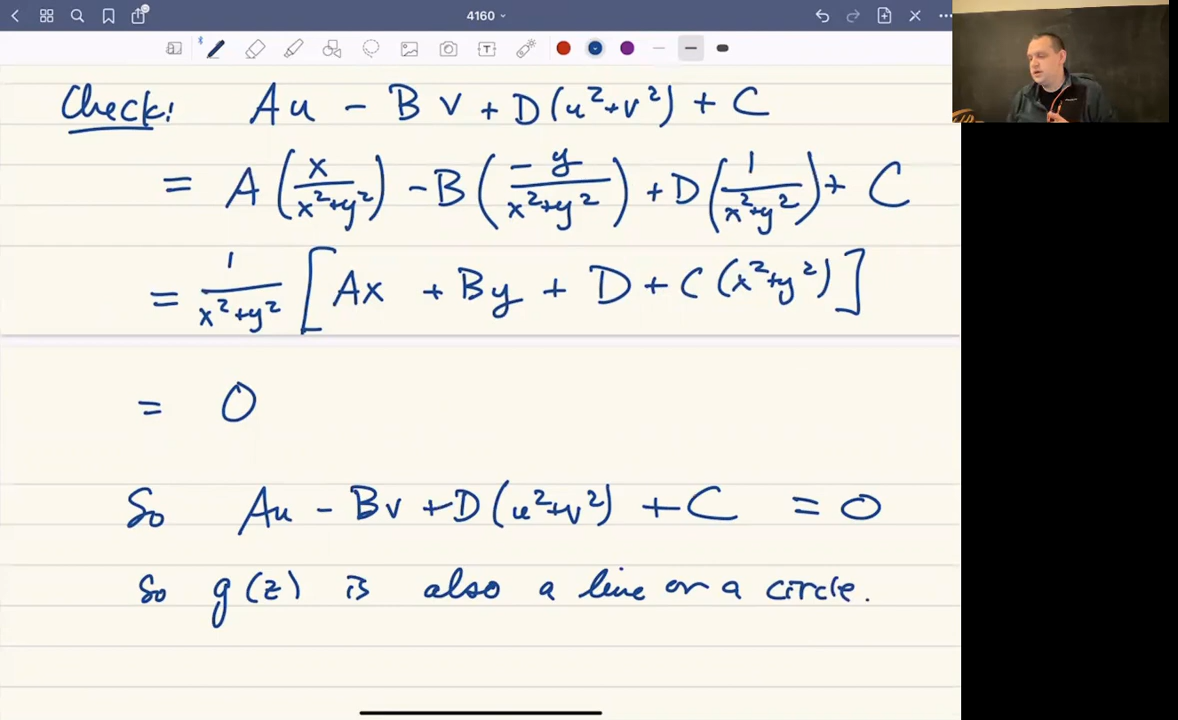 4160
Check: Au - Bv + D(u²+v²) + C
= A(x/(x²+y²)) - B(-y/(x²+y²)) + D(1/(x²+y²)) + C
= 1/(x²+y²) [Ax + By + D + C(x²+y²)]
= 0
So Au - Bv + D(u²+v²) + C = 0
So g(z) is also a line or a circle.